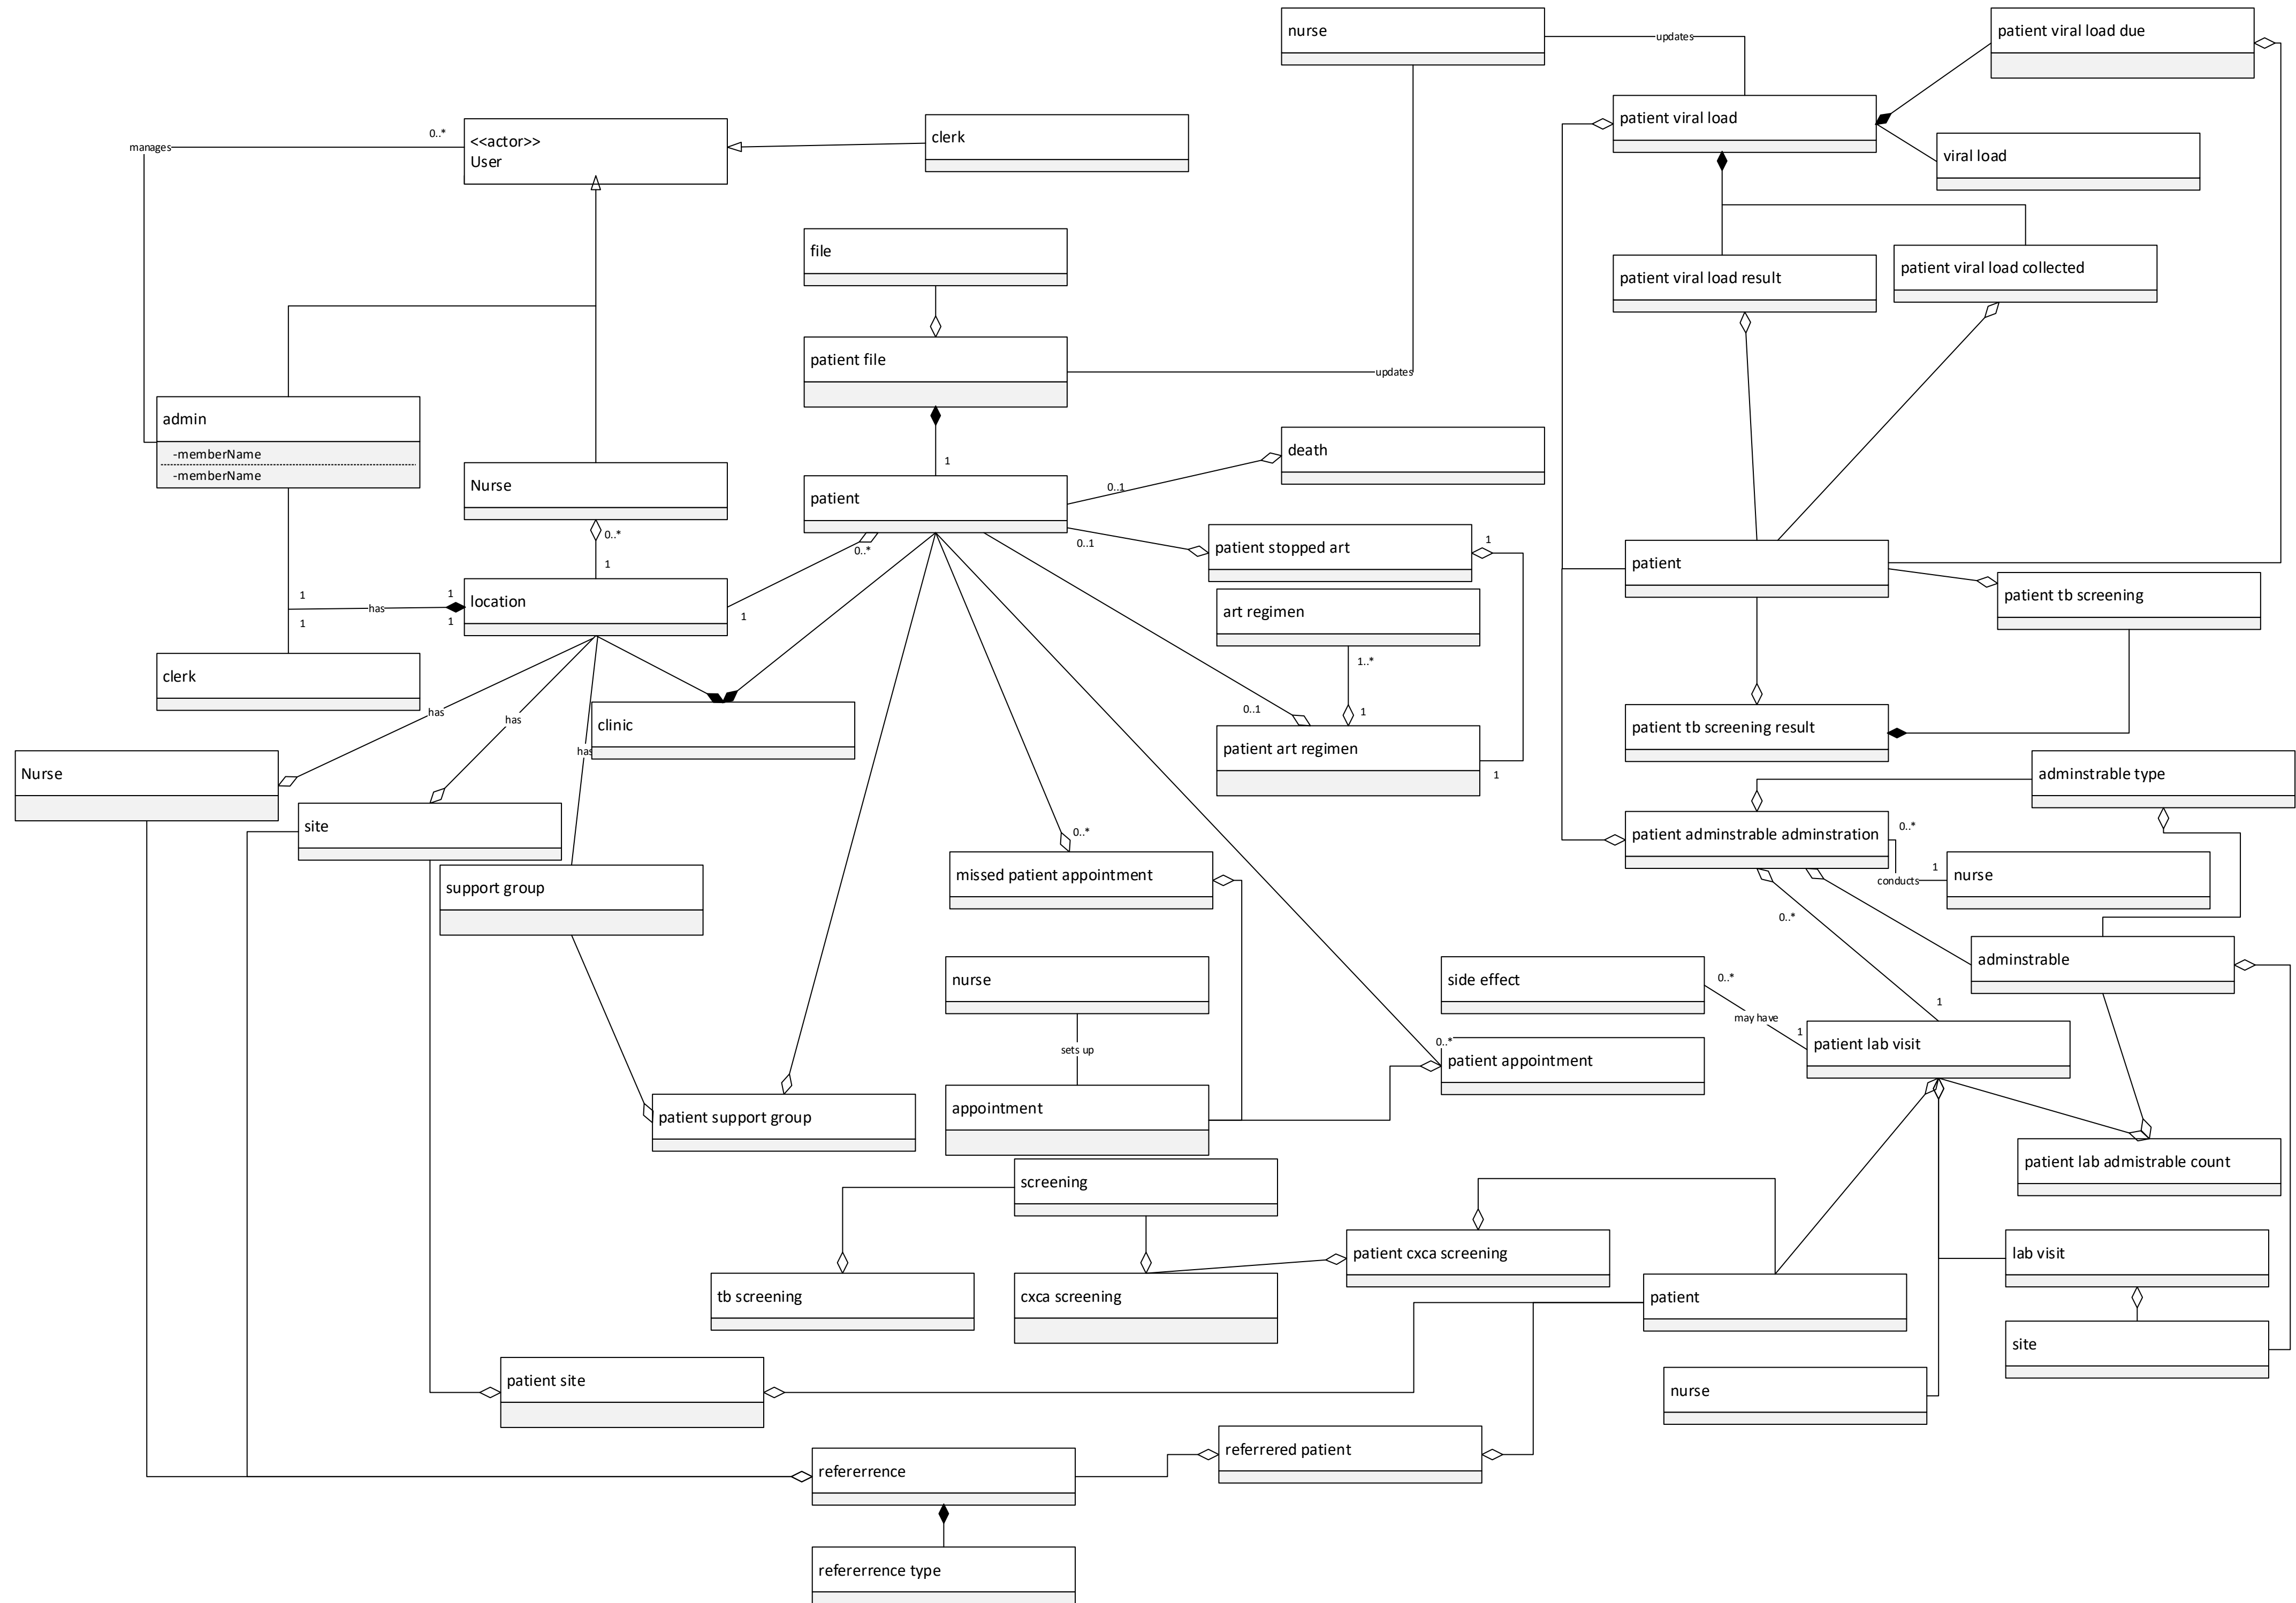 nurse
updates
patient viral load due
<<actor>>
User
clerk
0..*
manages
patient viral load
viral load
file
patient viral load result
patient viral load collected
patient file
updates
admin
-memberName
-memberName
death
1
Nurse
patient
0..1
0..*
1
0..*
0..1
patient stopped art
1
patient
patient tb screening
location
1
has
1
1
1
1
art regimen
1..*
clerk
has
has
has
clinic
0..1
1
patient art regimen
1
patient tb screening result
Nurse
site
adminstrable type
support group
0..*
missed patient appointment
patient adminstrable adminstration
0..*
conducts
1
nurse
0..*
nurse
side effect
0..*
may have
1
1
adminstrable
sets up
0..*
patient appointment
patient lab visit
appointment
patient support group
screening
patient lab admistrable count
tb screening
cxca screening
patient cxca screening
patient
lab visit
site
patient site
nurse
refererrence
referrered patient
refererrence type